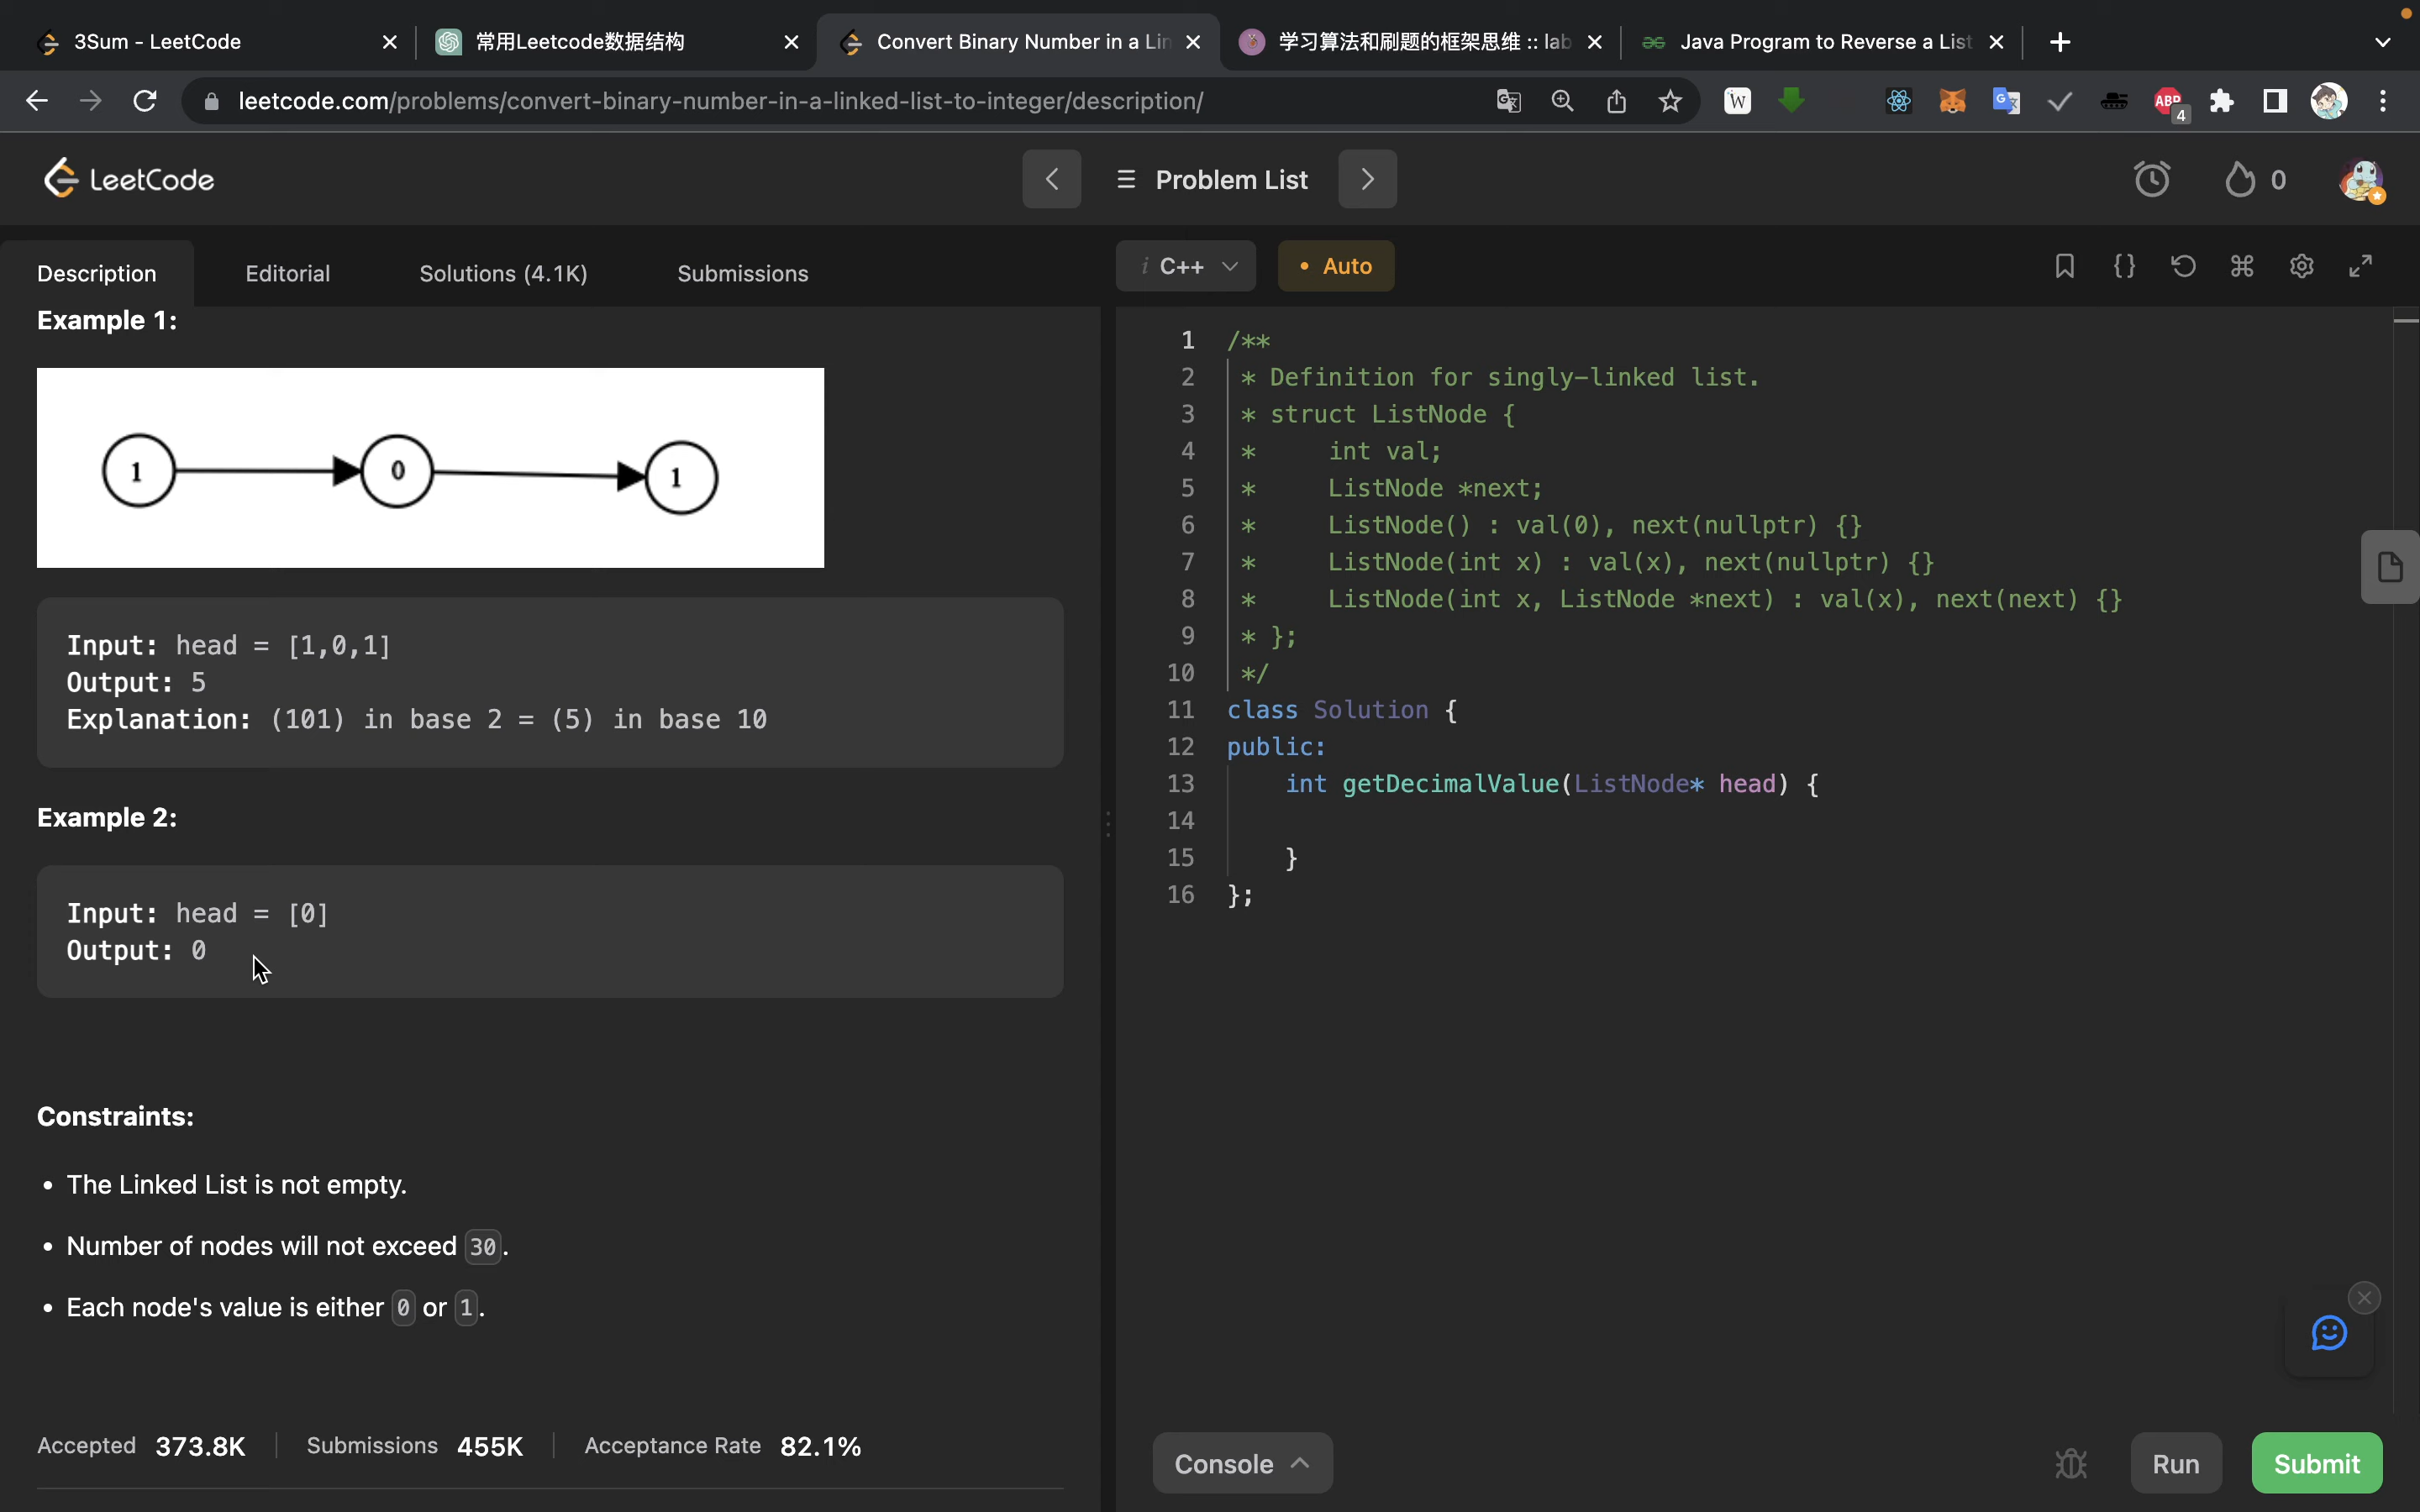 3Sum - LeetCode
常用Leetcode数据结构
Convert Binary Number in a Lin
学习算法和刷题的框架思维 :: lab
Java Program to Reverse a List
leetcode.com/problems/convert-binary-number-in-a-linked-list-to-integer/description/
W
ABP
4
LeetCode
Problem List
0
Description
Editorial
Solutions (4.1K)
Submissions
i C++
• Auto
Example 1:
1
0
1
Input: head = [1,0,1]
Output: 5
Explanation: (101) in base 2 = (5) in base 10
Example 2:
Input: head = [0]
Output: 0
Constraints:
• The Linked List is not empty.
• Number of nodes will not exceed 30.
• Each node's value is either 0 or 1.
Accepted 373.8K
Submissions 455K
Acceptance Rate 82.1%
1 /**
2 * Definition for singly-linked list.
3 * struct ListNode {
4 *     int val;
5 *     ListNode *next;
6 *     ListNode() : val(0), next(nullptr) {}
7 *     ListNode(int x) : val(x), next(nullptr) {}
8 *     ListNode(int x, ListNode *next) : val(x), next(next) {}
9 * };
10 */
11 class Solution {
12 public:
13     int getDecimalValue(ListNode* head) {
14
15     }
16 };
Console
Run
Submit